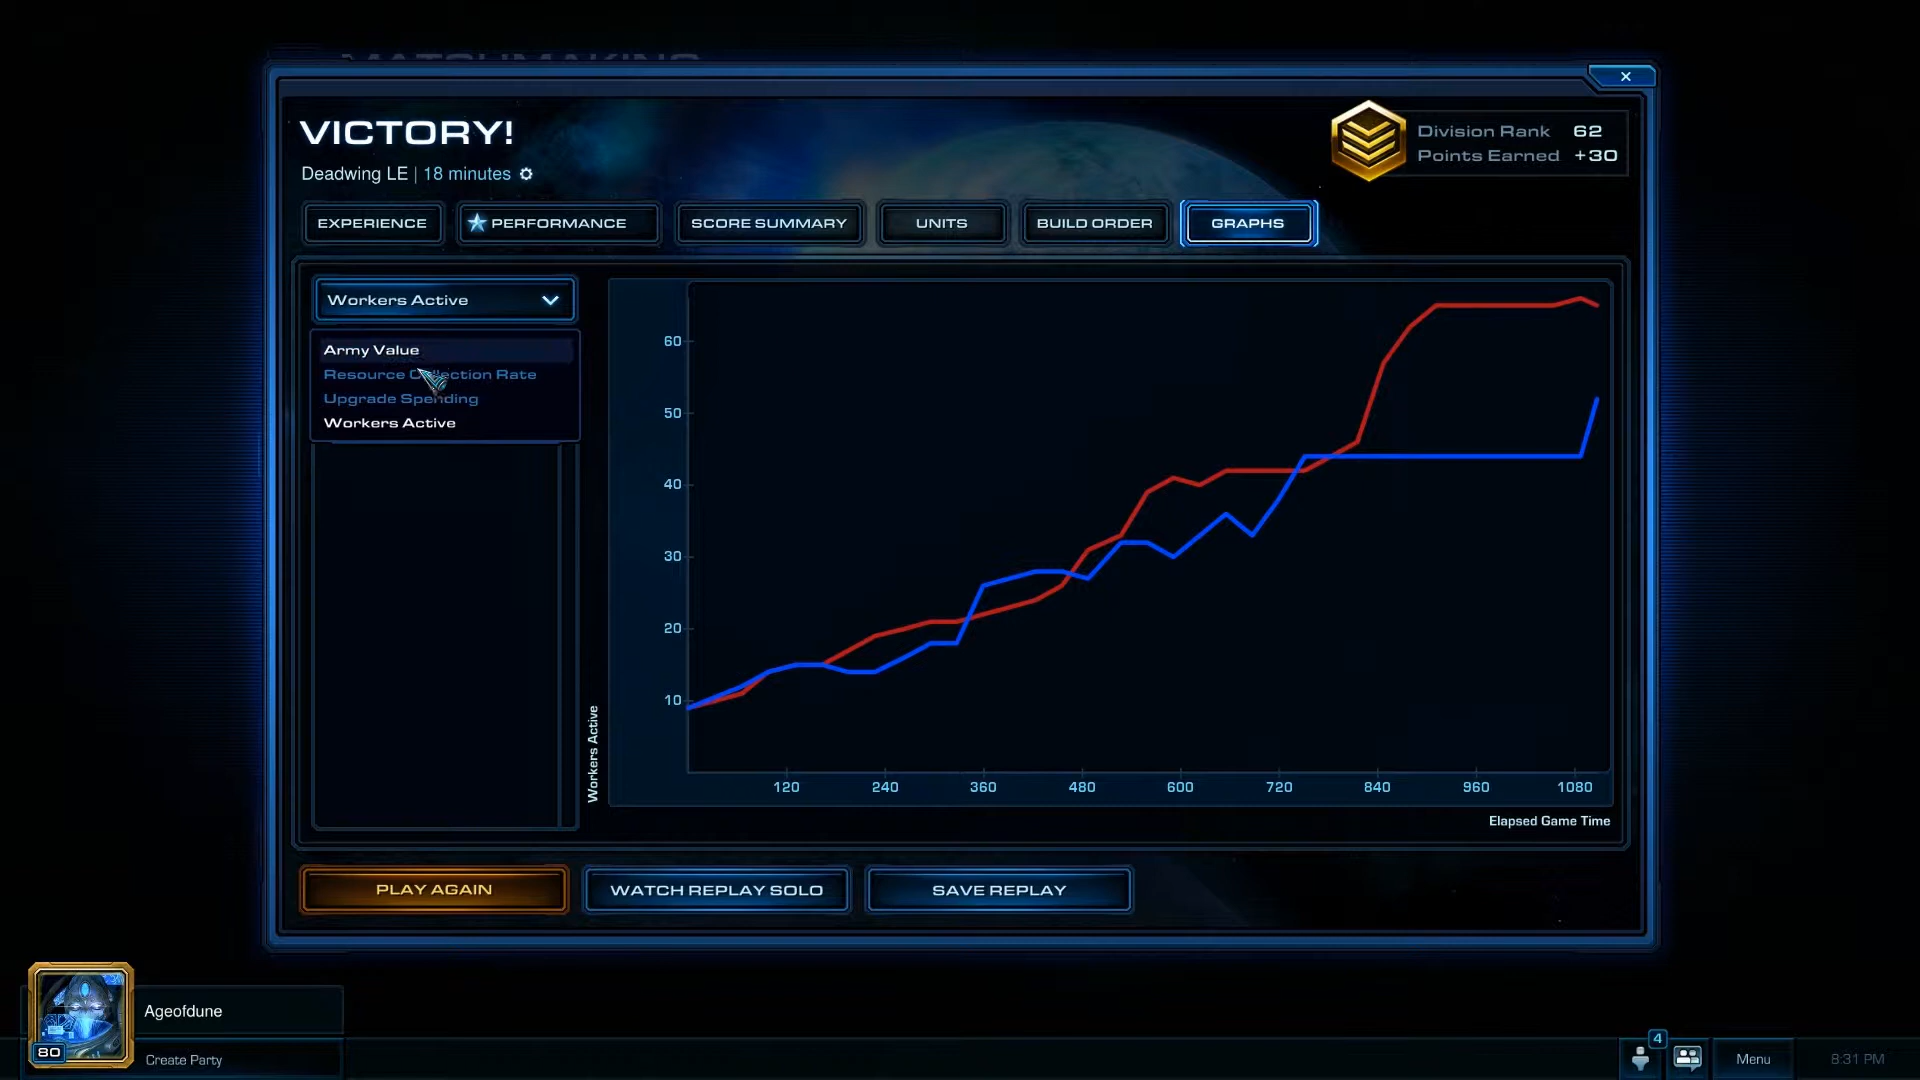 VICTORY!
Deadwing LE | 18 minutes
Division Rank 62
Points Earned +30
EXPERIENCE
PERFORMANCE
SCORE SUMMARY
UNITS
BUILD ORDER
GRAPHS
Workers Active
Army Value
Resource Collection Rate
Upgrade Spending
Workers Active
60
50
40
30
20
10
Workers Active
120 240 360 480 600 720 840 960 1080
Elapsed Game Time
PLAY AGAIN
WATCH REPLAY SOLO
SAVE REPLAY
80
Ageofdune
Create Party
4
Menu
8:31 PM